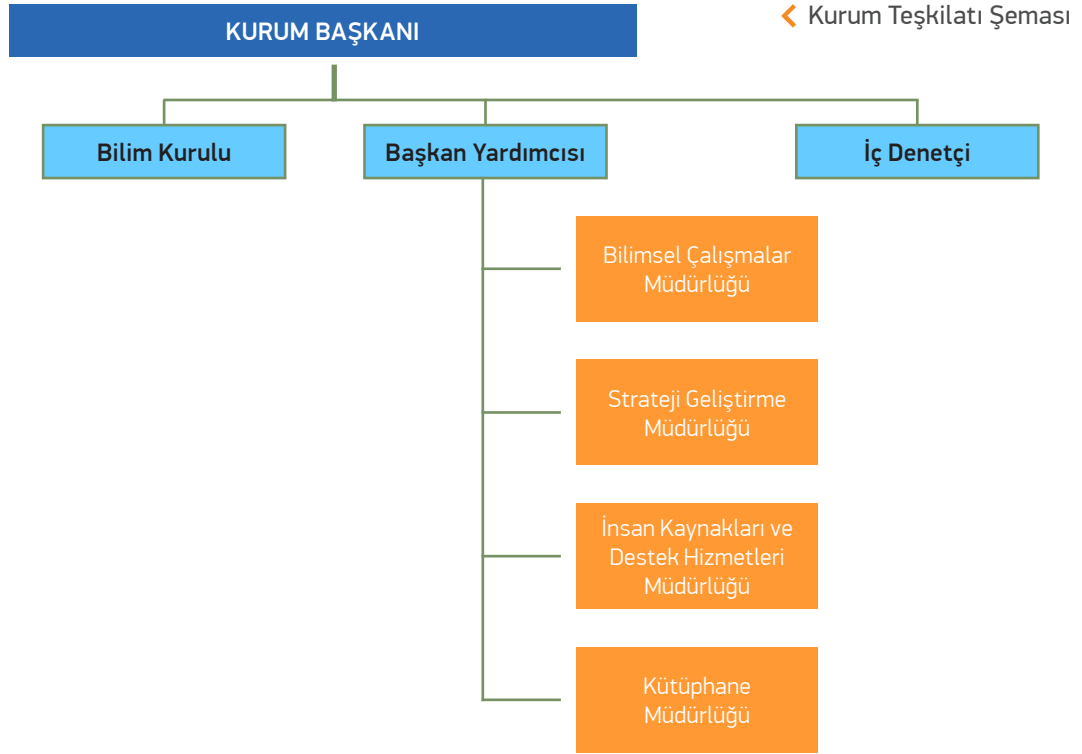 Kurum Teşkilatı Şeması
KURUM BAŞKANI
Bilim Kurulu
Başkan Yardımcısı
İç Denetçi
Bilimsel Çalışmalar
Müdürlüğü
Strateji Geliştirme
Müdürlüğü
İnsan Kaynakları ve
Destek Hizmetleri
Müdürlüğü
Kütüphane
Müdürlüğü